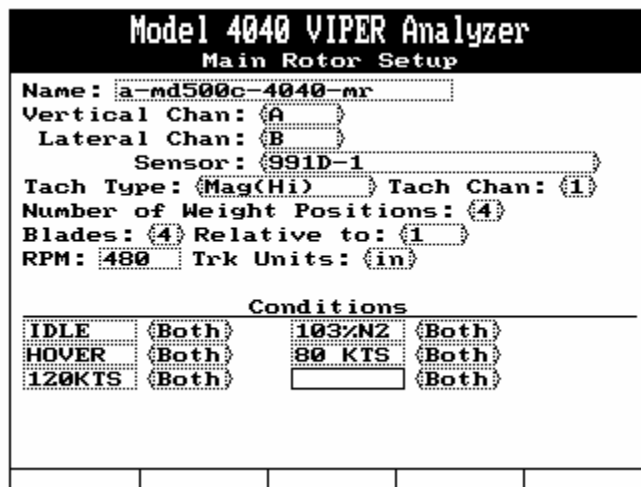 Model 4040 VIPER Analyzer
Main Rotor Setup
Name: a-md500c-4040-mr
Vertical Chan: {A }
Lateral Chan: {B }
Sensor: {991D-1 }
Tach Type: {Mag(Hi) } Tach Chan: {1}
Number of Weight Positions: {4}
Blades: {4} Relative to: {1 }
RPM: 480 Trk Units: {in}
Conditions
IDLE {Both} 103%N2 {Both}
HOVER {Both} 80 KTS {Both}
120KTS {Both} {Both}